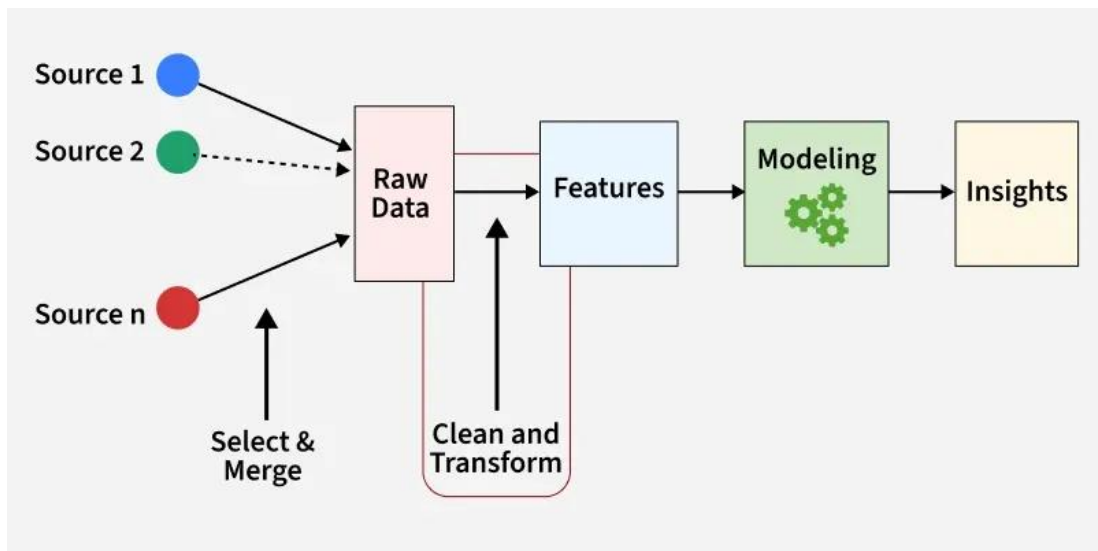 Source 1
Source 2
Source n
Select &
Merge
Raw
Data
Clean and
Transform
Features
Modeling
Insights